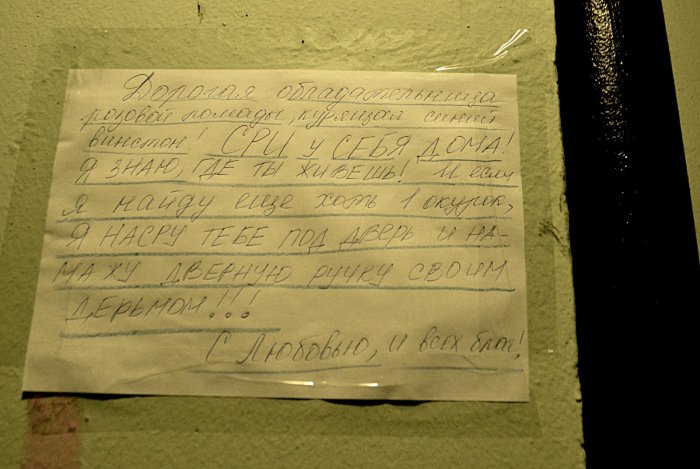 Дорогая обладательница
розовой помады, курящая синий
винстон! СРИ У СЕБЯ ДОМА!
Я ЗНАЮ, ГДЕ ТЫ ЖИВЕШЬ! И если
я найду еще хоть 1 окурок,
Я НАСРУ ТЕБЕ ПОД ДВЕРЬ И НА-
МАЖУ ДВЕРНУЮ РУЧКУ СВОИМ
ДЕРЬМОМ!!!
С Любовью, и всех благ!